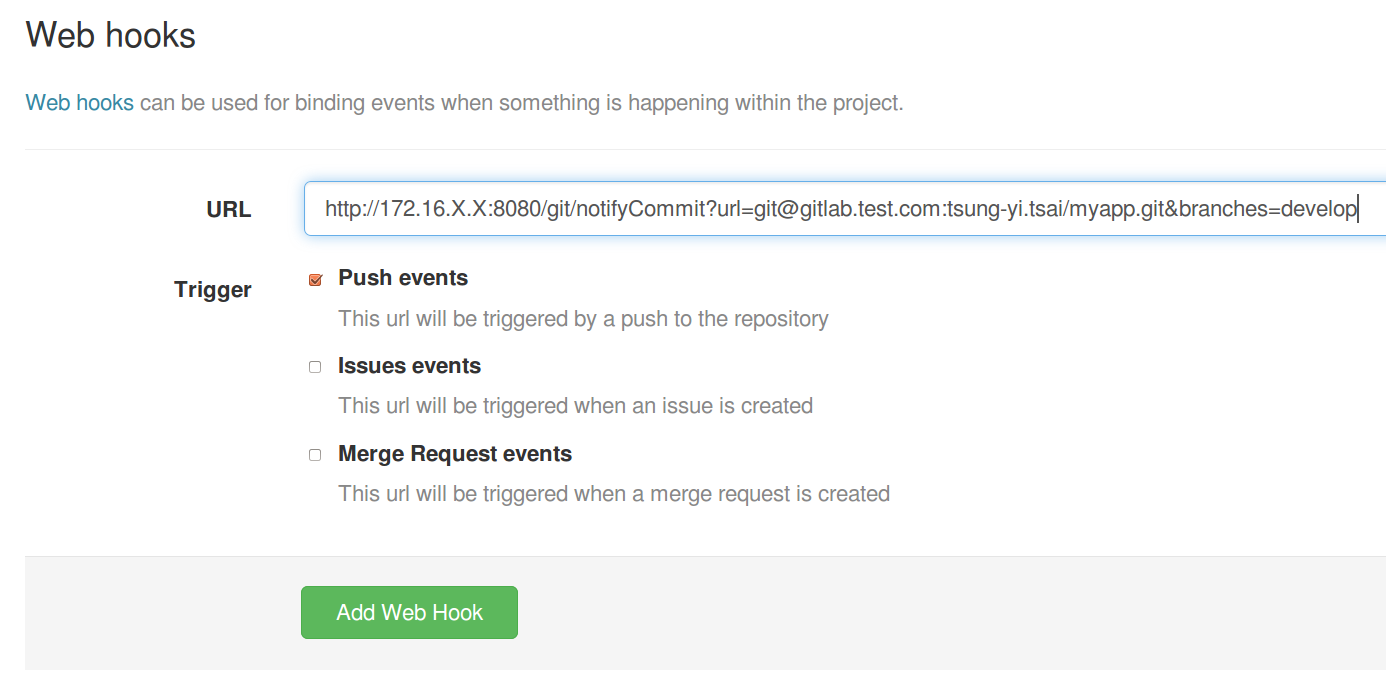 Web hooks
Web hooks can be used for binding events when something is happening within the project.
URL
http://172.16.X.X:8080/git/notifyCommit?url=git@gitlab.test.com:tsung-yi.tsai/myapp.git&branches=develop
Trigger
Push events
This url will be triggered by a push to the repository
Issues events
This url will be triggered when an issue is created
Merge Request events
This url will be triggered when a merge request is created
Add Web Hook